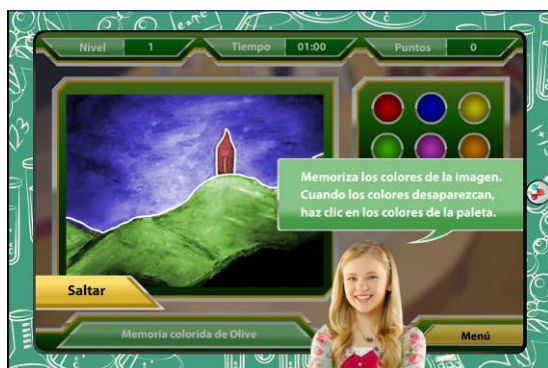 Nivel 1 Tiempo 01:00 Puntos 0
Memoriza los colores de la imagen.
Cuando los colores desaparezcan,
haz clic en los colores de la paleta.
Saltar
Memoria colorida de Olive
Menú